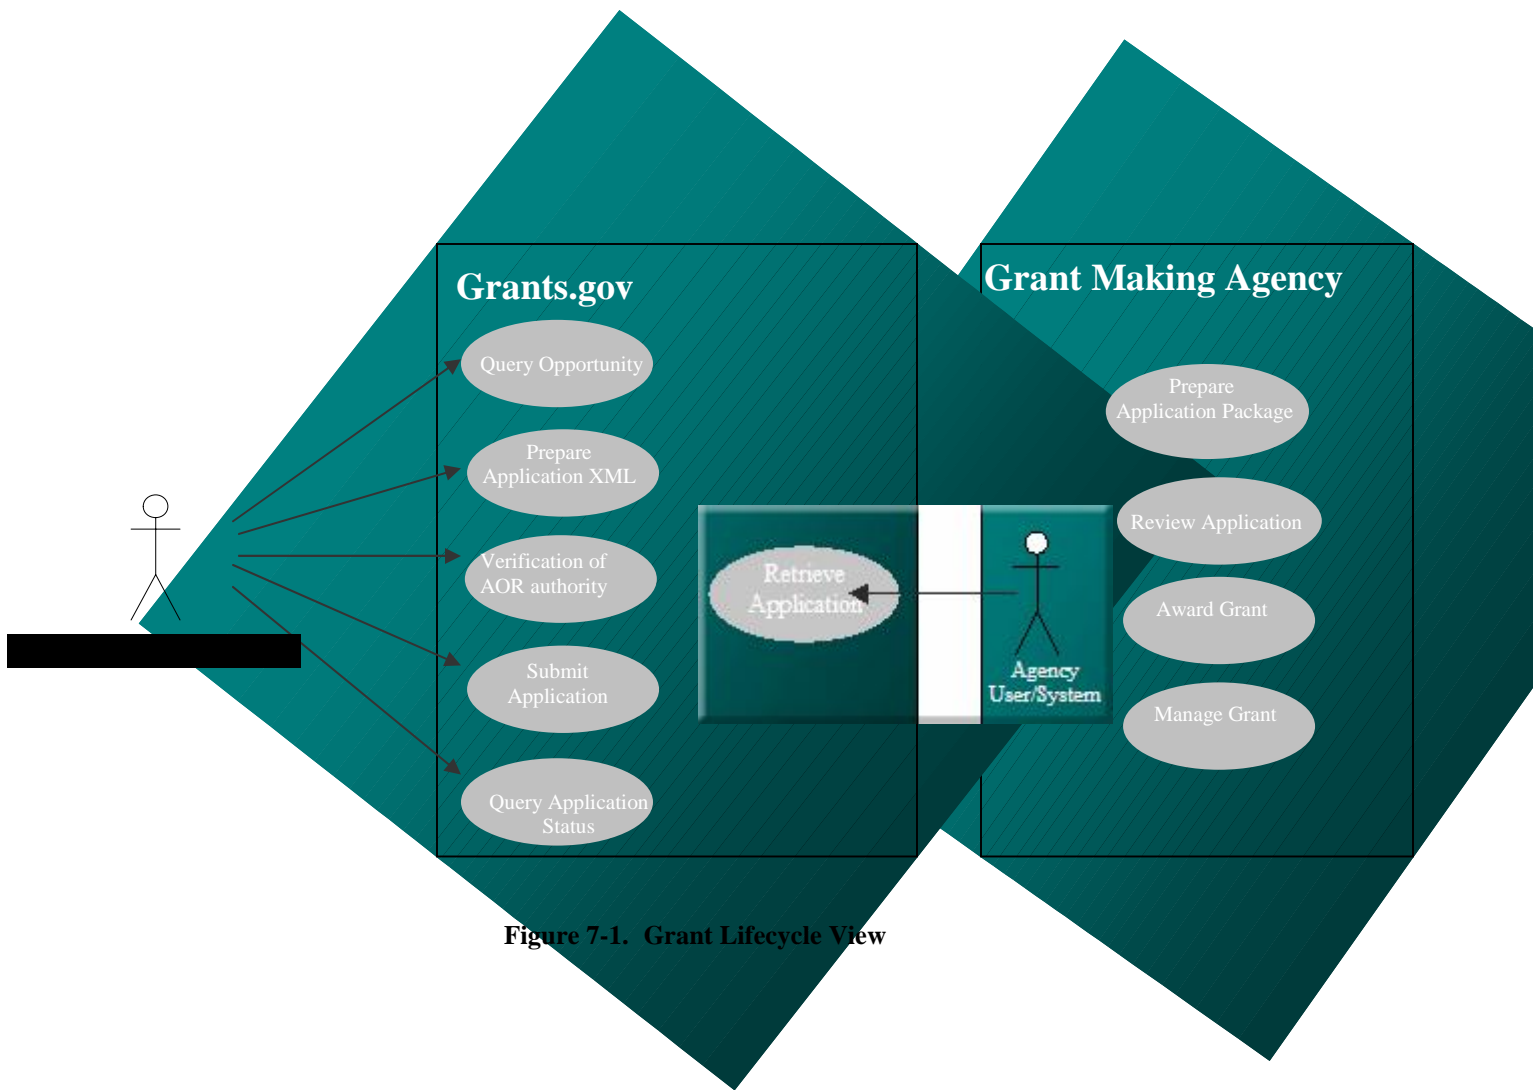 Grants.gov
Query Opportunity
Prepare
Application XML
Verification of
AOR authority
Submit
Application
Query Application
Status
Retrieve
Application
Agency
User/System
Grant Making Agency
Prepare
Application Package
Review Application
Award Grant
Manage Grant
Figure 7-1. Grant Lifecycle View